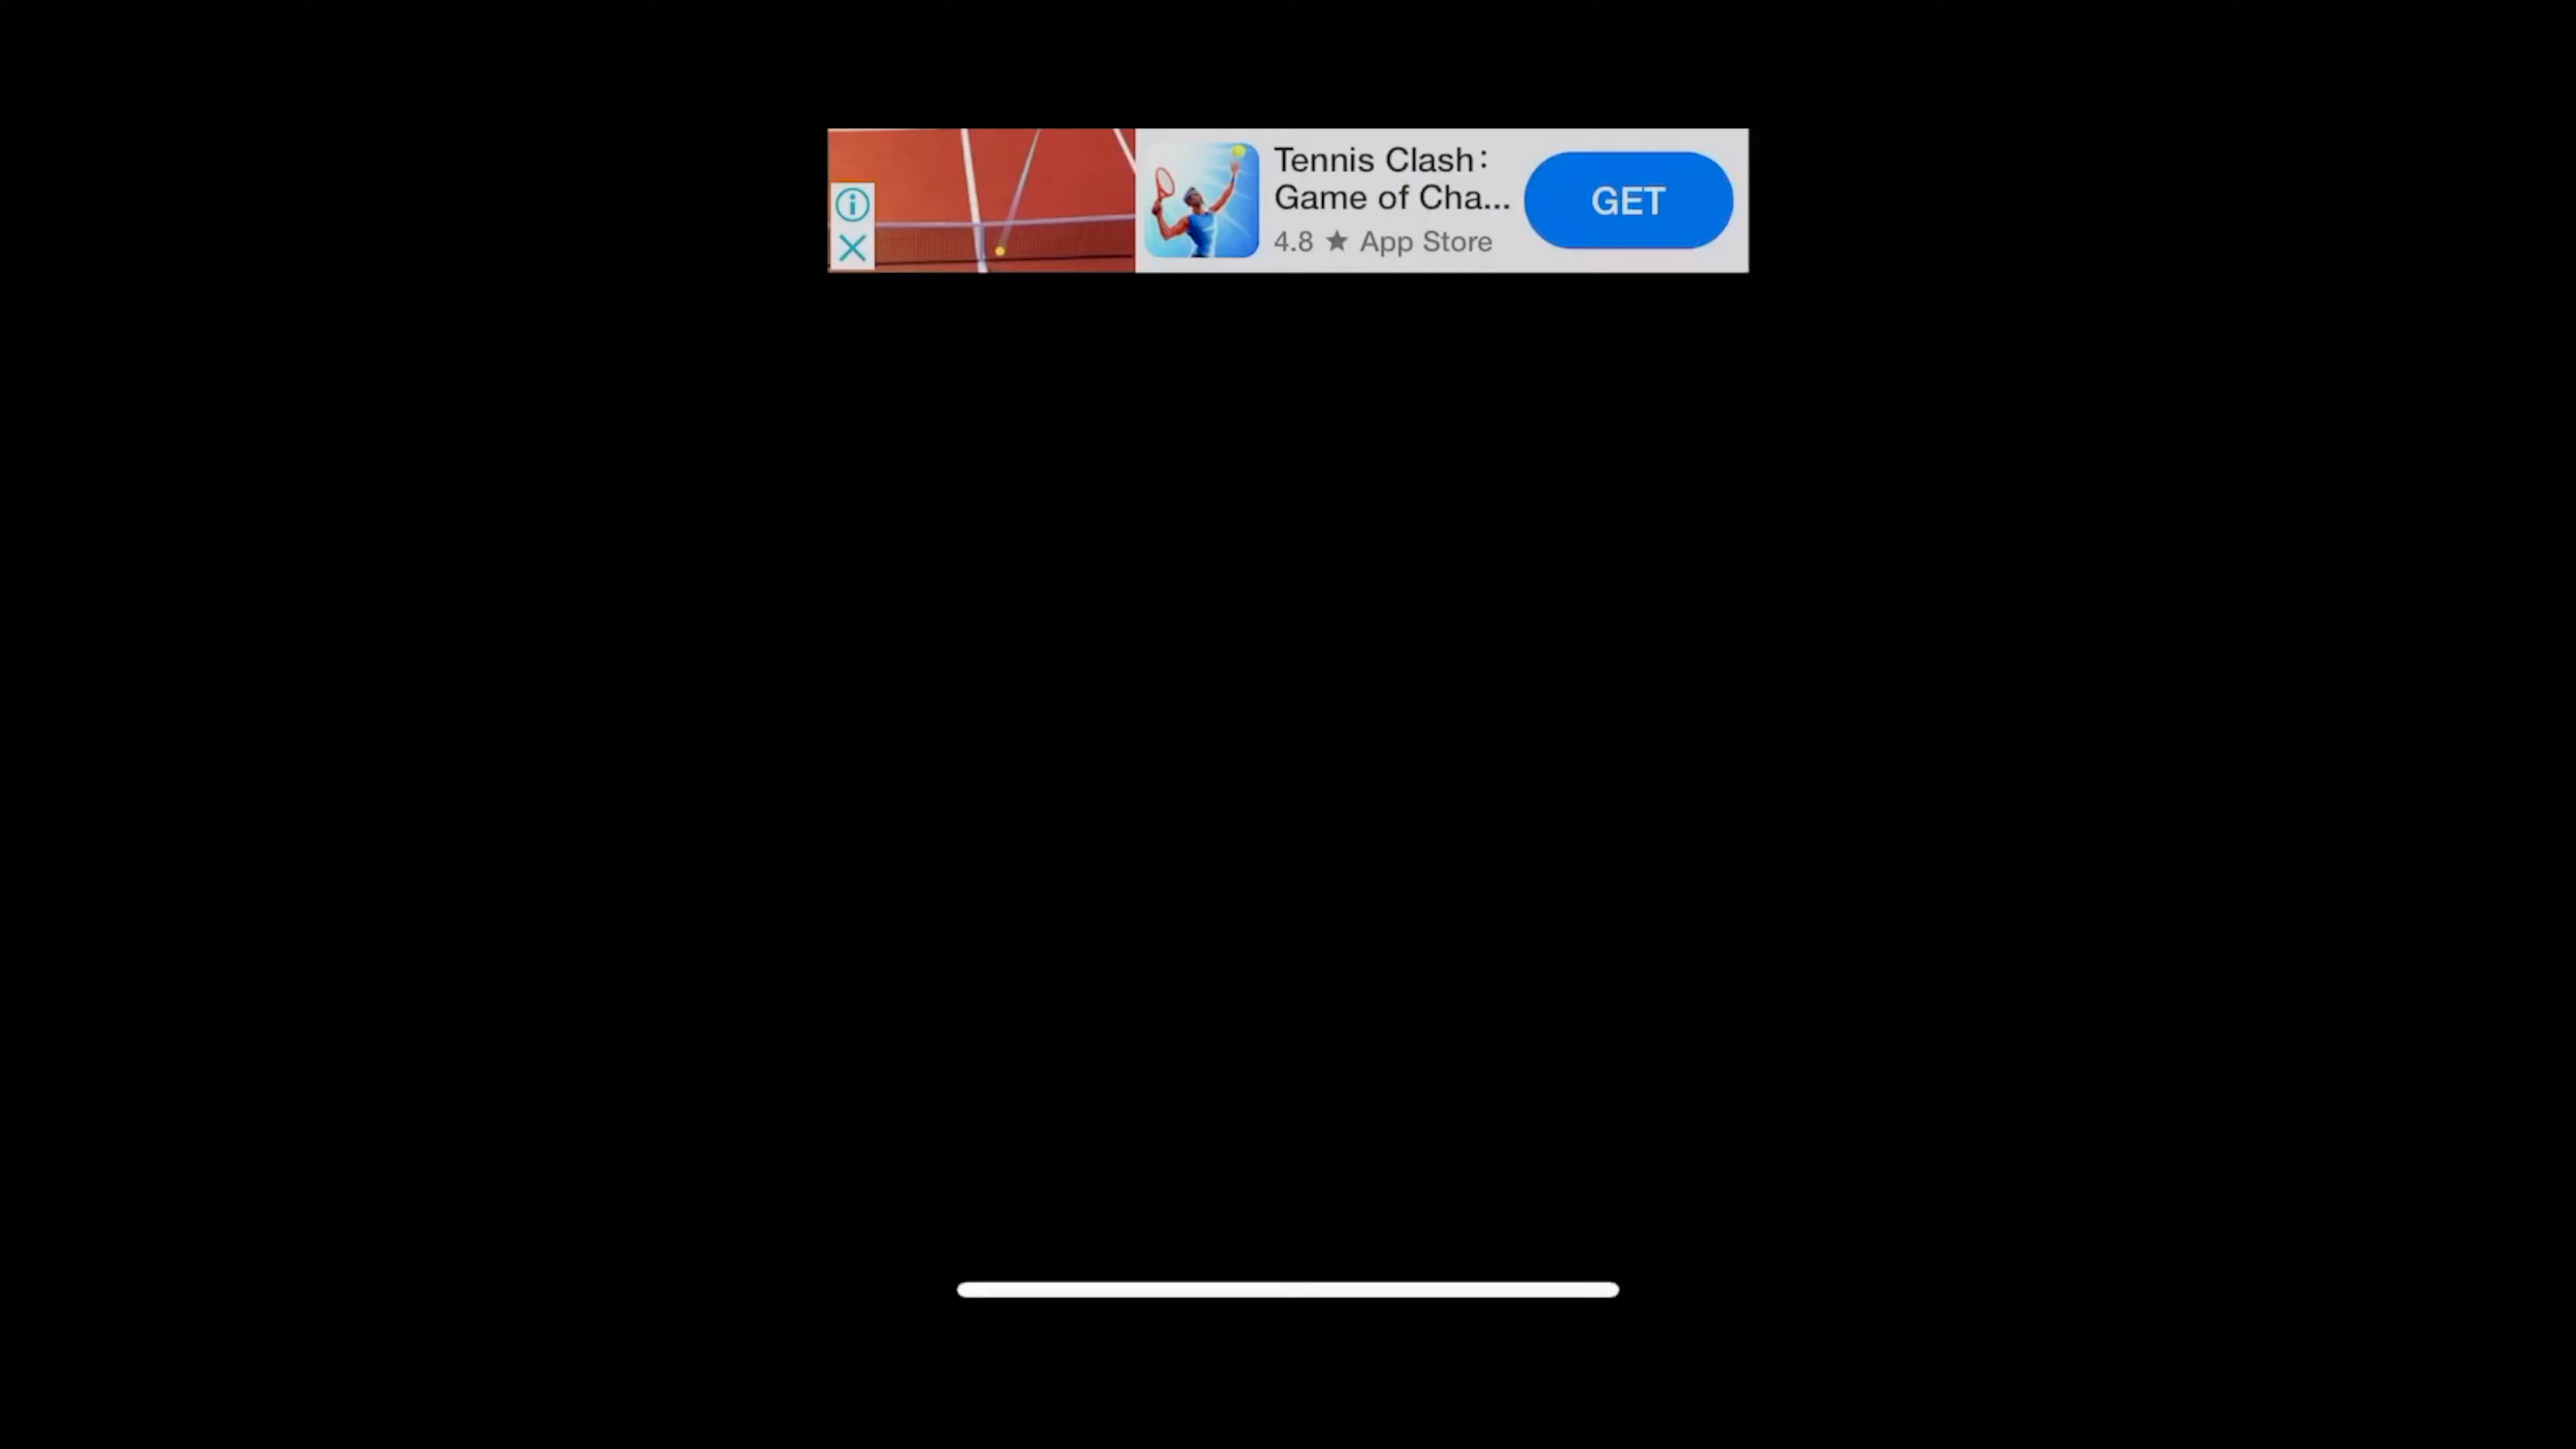 Tennis Clash:
Game of Cha...
4.8 ★ App Store
GET